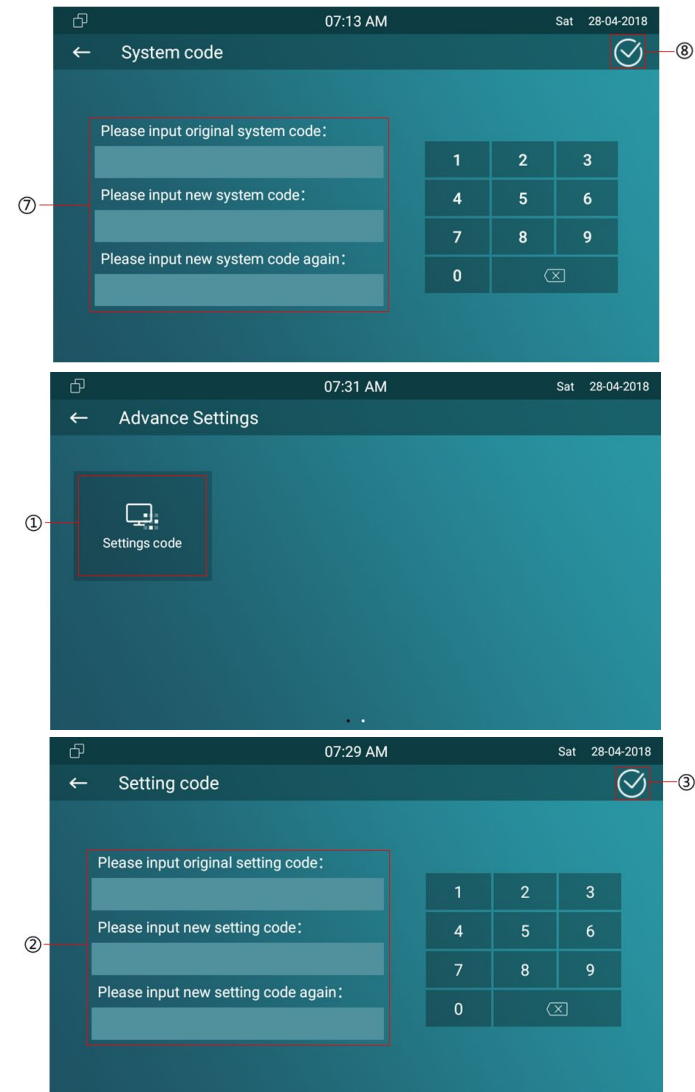 07:13 AM Sat 28-04-2018
← System code ⑧
Please input original system code:
1 2 3
⑦ Please input new system code: 4 5 6
7 8 9
Please input new system code again:
0
07:31 AM Sat 28-04-2018
← Advance Settings
①
Settings code
07:29 AM Sat 28-04-2018
← Setting code ③
Please input original setting code:
1 2 3
Please input new setting code: 4 5 6
②
7 8 9
Please input new setting code again:
0